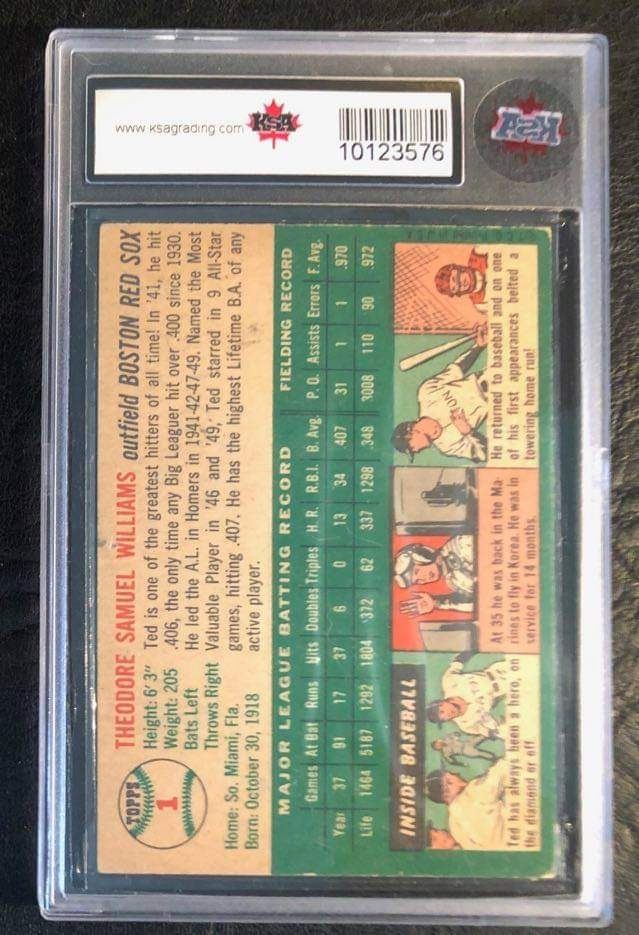 www.ksagrading.com
KSA
10123576
KSA
TOPPS
1
THEODORE SAMUEL WILLIAMS outfield BOSTON RED SOX
Height: 6'3"
Weight: 205
Bats Left
Throws Right
Home: So. Miami, Fla.
Born: October 30, 1918
Ted is one of the greatest hitters of all time! In '41, he hit
.406, the only time any Big Leaguer hit over .400 since 1930.
He led the A.L. in Homers in 1941-42-47-49. Named the Most
Valuable Player in '46 and '49, Ted starred in 9 All-Star
games, hitting .407. He has the highest Lifetime B.A. of any
active player.
MAJOR LEAGUE BATTING RECORD FIELDING RECORD
Games At Bat Runs Hits Doubles Triples H.R. R.B.I. B. Avg. P.O. Assists Errors F. Avg.
Year 37 91 17 37 6 0 13 34 407 31 1 1 .970
Life 1464 5187 1292 1804 372 62 337 1298 .348 3008 110 90 .972
INSIDE BASEBALL
Ted has always been a hero, on
the diamond or off
At 35 he was back in the Ma-
rines to fly in Korea. He was in
service for 14 months.
He returned to baseball and on one
of his first appearances belted a
towering home run!